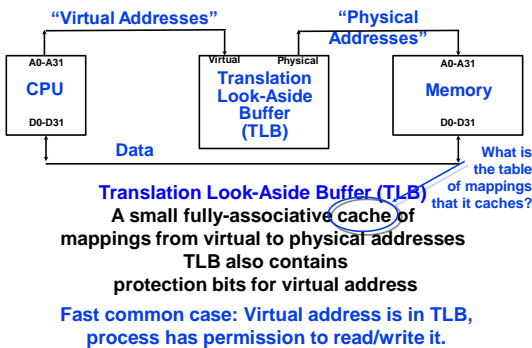 “Virtual Addresses”
“Physical
Addresses”
A0-A31
Virtual
Physical
A0-A31
CPU
Translation
Look-Aside
Buffer
(TLB)
Memory
D0-D31
D0-D31
Data
What is
the table
of mappings
that it caches?
Translation Look-Aside Buffer (TLB)
A small fully-associative cache of
mappings from virtual to physical addresses
TLB also contains
protection bits for virtual address
Fast common case: Virtual address is in TLB,
process has permission to read/write it.